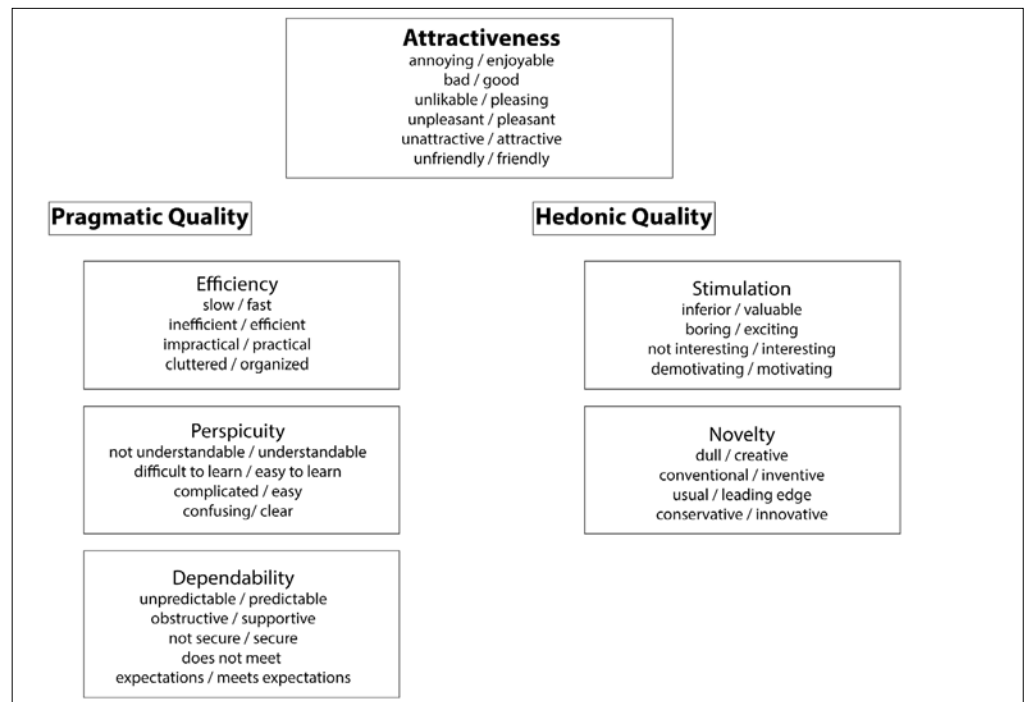 Attractiveness
annoying / enjoyable
bad / good
unlikable / pleasing
unpleasant / pleasant
unattractive / attractive
unfriendly / friendly
Pragmatic Quality
Hedonic Quality
Efficiency
slow / fast
inefficient / efficient
impractical / practical
cluttered / organized
Stimulation
inferior / valuable
boring / exciting
not interesting / interesting
demotivating / motivating
Perspicuity
not understandable / understandable
difficult to learn / easy to learn
complicated / easy
confusing/ clear
Novelty
dull / creative
conventional / inventive
usual / leading edge
conservative / innovative
Dependability
unpredictable / predictable
obstructive / supportive
not secure / secure
does not meet
expectations / meets expectations